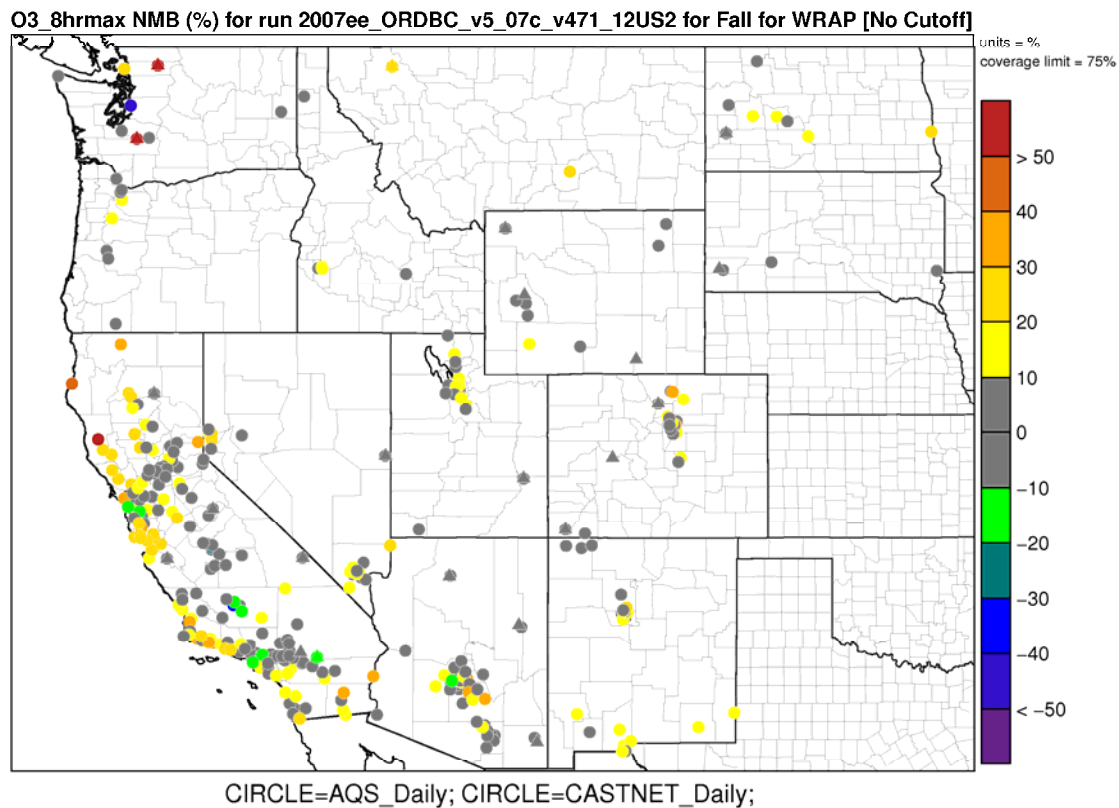 O3_8hrmax NMB (%) for run 2007ee_ORDBC_v5_07c_v471_12US2 for Fall for WRAP [No Cutoff]
units = %
coverage limit = 75%
> 50
40
30
20
10
0
−10
−20
−30
−40
< −50
CIRCLE=AQS_Daily; CIRCLE=CASTNET_Daily;